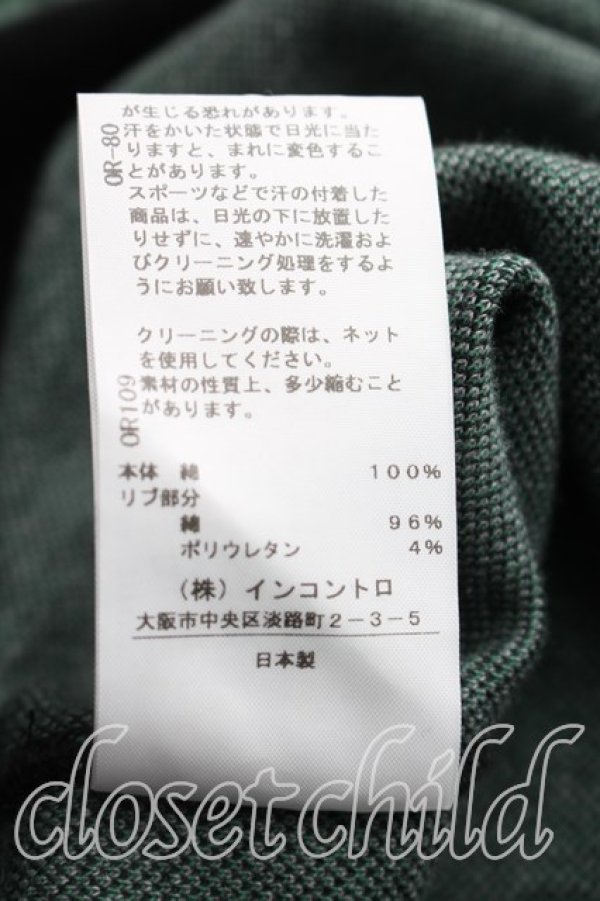 が生じる恐れがあります。
OR-80
汗をかいた状態で日光に当た
りますと、まれに変色するこ
とがあります。
スポーツなどで汗の付着した
商品は、日光の下に放置した
りせずに、速やかに洗濯およ
びクリーニング処理をするよ
うにお願い致します。
クリーニングの際は、ネット
を使用してください。
OR109
素材の性質上、多少縮むこと
があります。
本体 綿 100%
リブ部分
綿 96%
ポリウレタン 4%
(株)インコントロ
大阪市中央区淡路町2-3-5
日本製
closet child